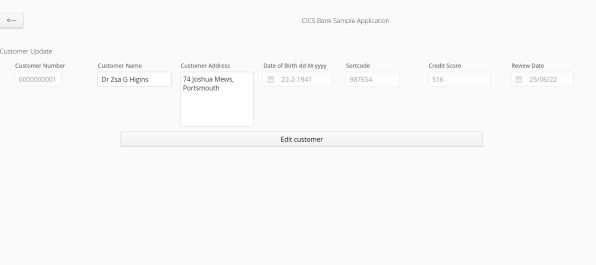 <---
CICS Bank Sample Application
Customer Update
Customer Number Customer Name Customer Address Date of Birth dd-M-yyyy Sortcode Credit Score Review Date
0000000001 Dr Zsa G Higins 74 Joshua Mews, 22-2-1941 987654 516 25/06/22
Portsmouth
Edit customer